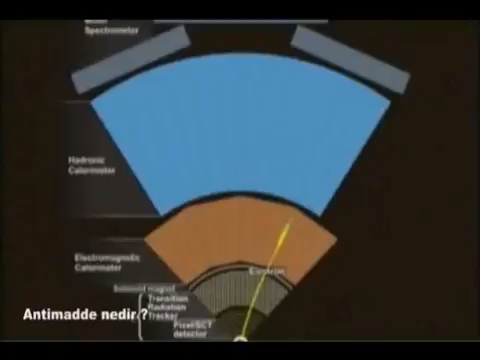 Spectrometer
Hadronic
Calorimeter
Electromagnetic
Calorimeter
Electron
Solenoid magnet
Transition
Radiation
Tracker
Pixel/SCT
detector
Antimadde nedir ?